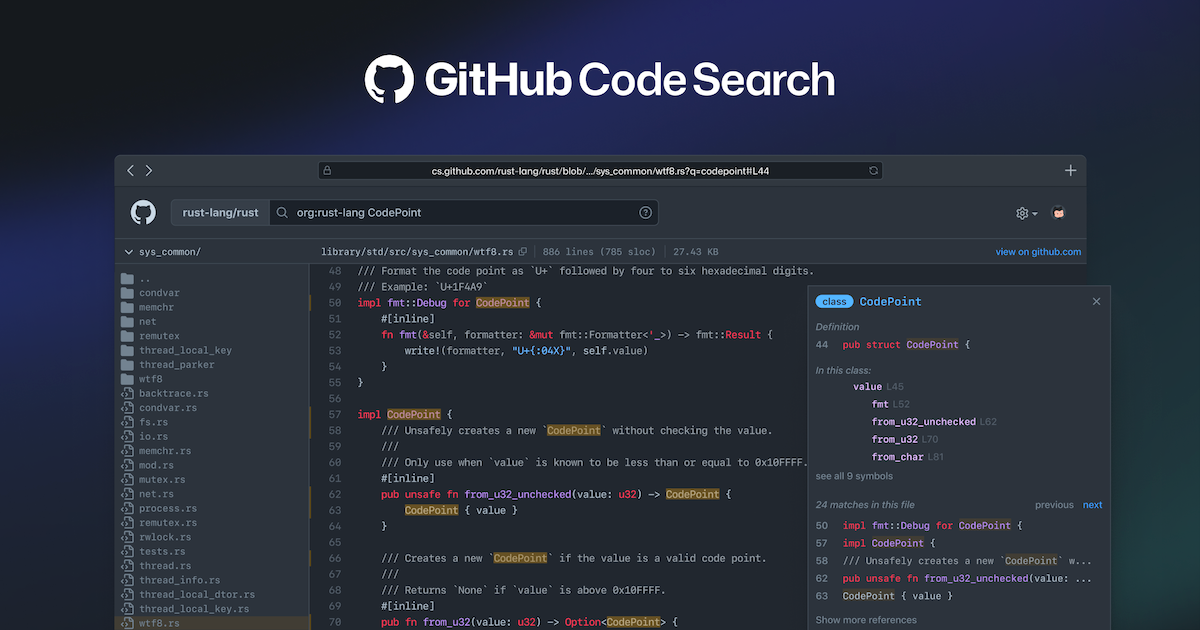 GitHub Code Search
cs.github.com/rust-lang/rust/blob/.../sys_common/wtf8.rs?q=codepoint#L44
rust-lang/rust
org:rust-lang CodePoint
sys_common/
library/std/src/sys_common/wtf8.rs
886 lines (785 sloc)
27.43 KB
view on github.com
..
condvar
memchr
net
remutex
thread_local_key
thread_parker
wtf8
backtrace.rs
condvar.rs
fs.rs
io.rs
memchr.rs
mod.rs
mutex.rs
net.rs
process.rs
remutex.rs
rwlock.rs
tests.rs
thread.rs
thread_info.rs
thread_local_dtor.rs
thread_local_key.rs
wtf8.rs
48 /// Format the code point as `U+` followed by four to six hexadecimal digits.
49 /// Example: `U+1F4A9`
50 impl fmt::Debug for CodePoint {
51 #[inline]
52 fn fmt(&self, formatter: &mut fmt::Formatter<'_>) -> fmt::Result {
53 write!(formatter, "U+{:04X}", self.value)
54 }
55 }
56
57 impl CodePoint {
58 /// Unsafely creates a new `CodePoint` without checking the value.
59 ///
60 /// Only use when `value` is known to be less than or equal to 0x10FFFF.
61 #[inline]
62 pub unsafe fn from_u32_unchecked(value: u32) -> CodePoint {
63 CodePoint { value }
64 }
65
66 /// Creates a new `CodePoint` if the value is a valid code point.
67 ///
68 /// Returns `None` if `value` is above 0x10FFFF.
69 #[inline]
70 pub fn from_u32(value: u32) -> Option<CodePoint> {
class CodePoint
Definition
44 pub struct CodePoint {
In this class:
value L45
fmt L52
from_u32_unchecked L62
from_u32 L70
from_char L81
see all 9 symbols
24 matches in this file
previous next
50 impl fmt::Debug for CodePoint {
57 impl CodePoint {
58 /// Unsafely creates a new `CodePoint` w...
62 pub unsafe fn from_u32_unchecked(value: ...
63 CodePoint { value }
Show more references